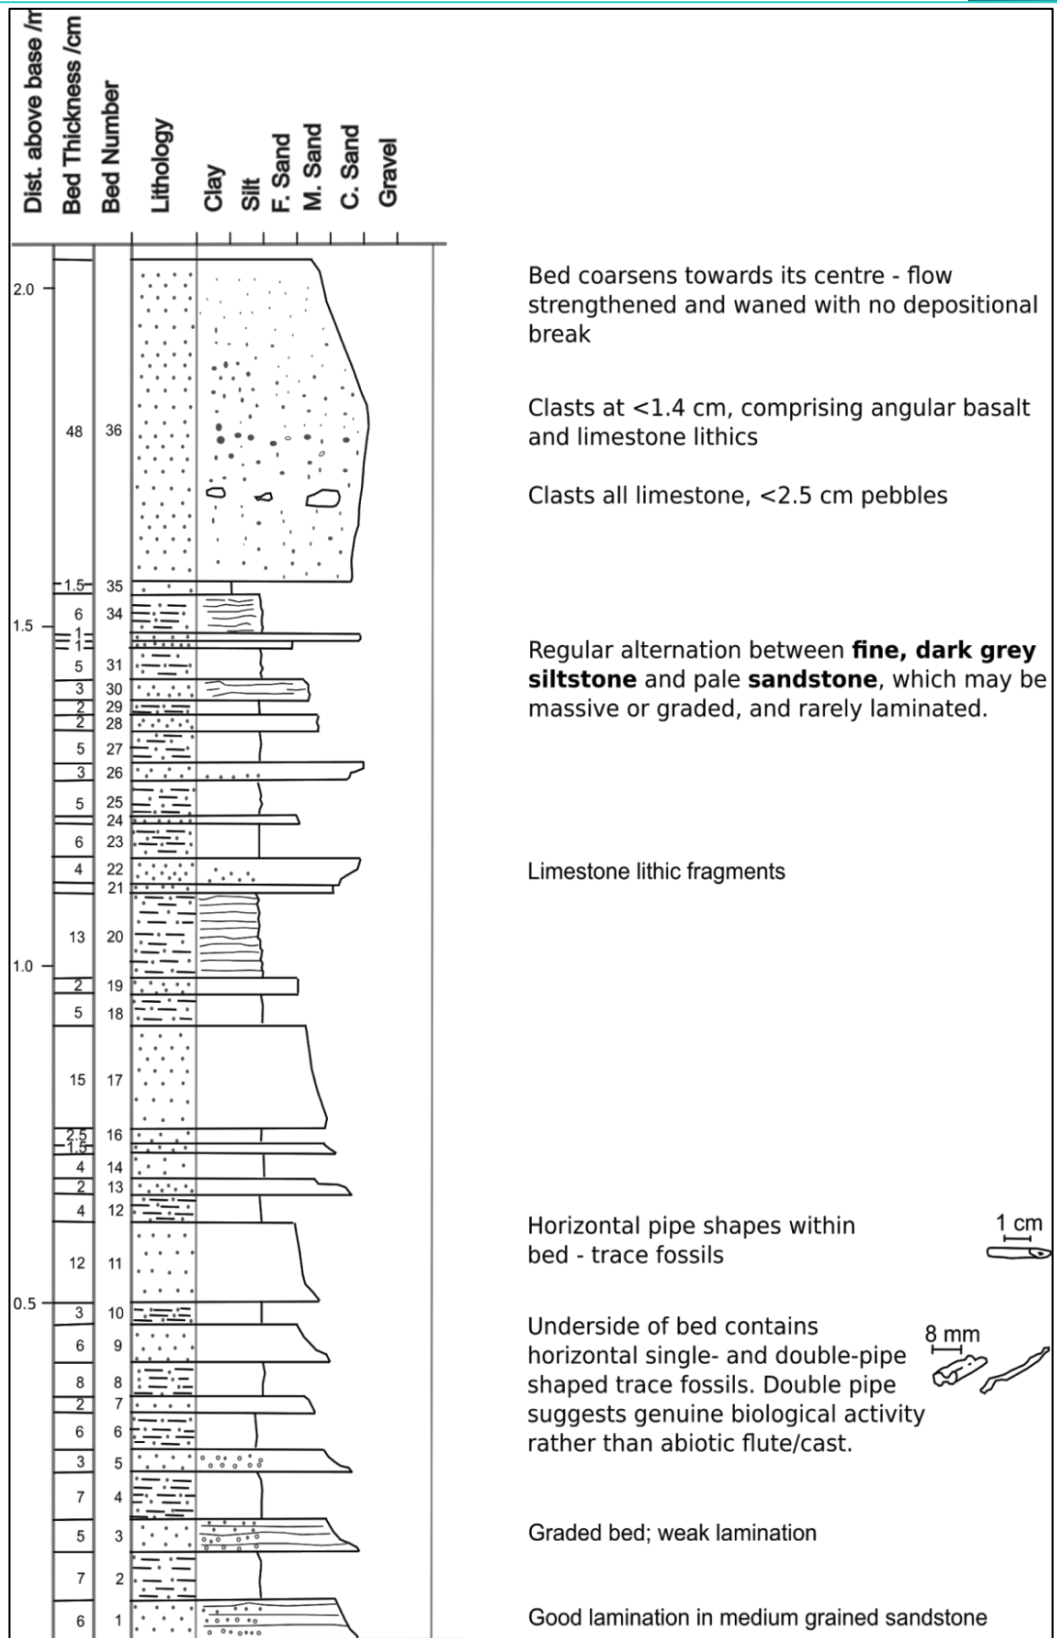 Dist. above base /m
Bed Thickness /cm
Bed Number
Lithology
Clay
Silt
F. Sand
M. Sand
C. Sand
Gravel
2.0
48 36
1.5 35
6 34
1.5
1
1
5 31
3 30
2 29
2 28
5 27
3 26
5 25
24
6 23
4 22
21
13 20
1.0
2 19
5 18
15 17
2.5 16
1.5
4 14
2 13
4 12
12 11
0.5
3 10
6 9
8 8
2 7
6 6
3 5
7 4
5 3
7 2
6 1
Bed coarsens towards its centre - flow
strengthened and waned with no depositional
break
Clasts at <1.4 cm, comprising angular basalt
and limestone lithics
Clasts all limestone, <2.5 cm pebbles
Regular alternation between fine, dark grey
siltstone and pale sandstone, which may be
massive or graded, and rarely laminated.
Limestone lithic fragments
Horizontal pipe shapes within
bed - trace fossils
1 cm
Underside of bed contains
horizontal single- and double-pipe
shaped trace fossils. Double pipe
suggests genuine biological activity
rather than abiotic flute/cast.
8 mm
Graded bed; weak lamination
Good lamination in medium grained sandstone